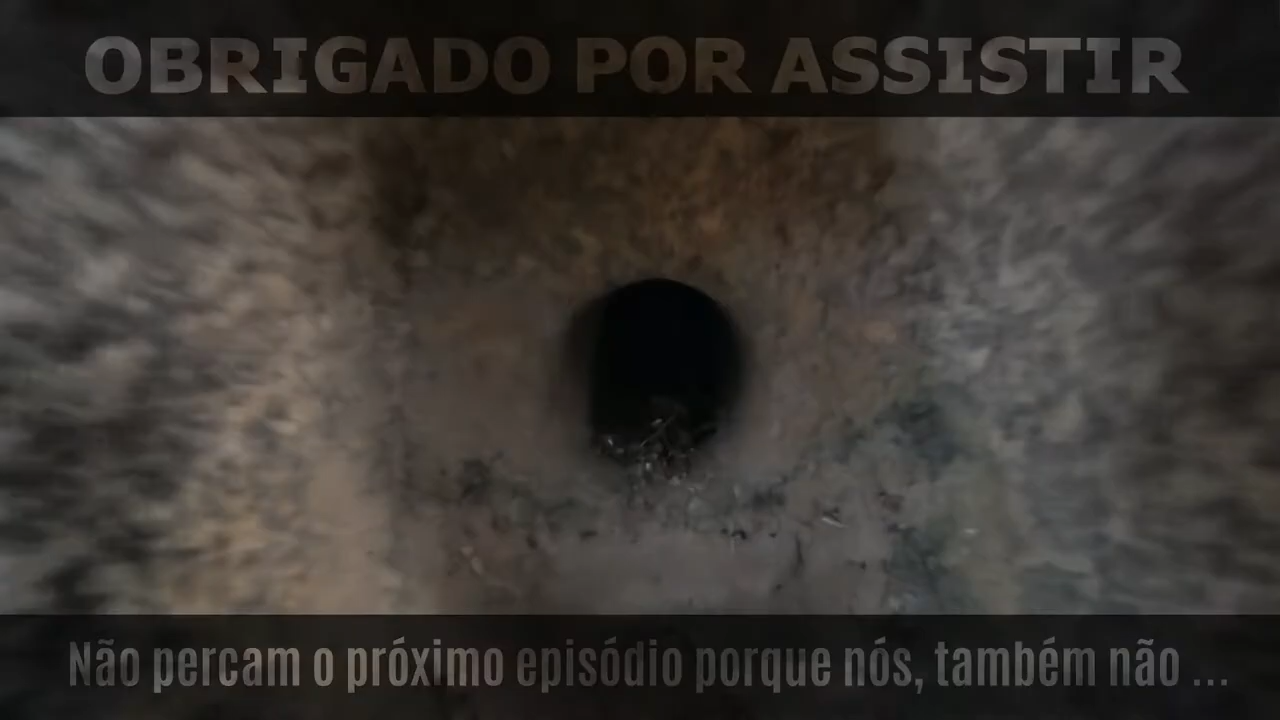 OBRIGADO POR ASSISTIR
Não percam o próximo episódio porque nós, também não ...